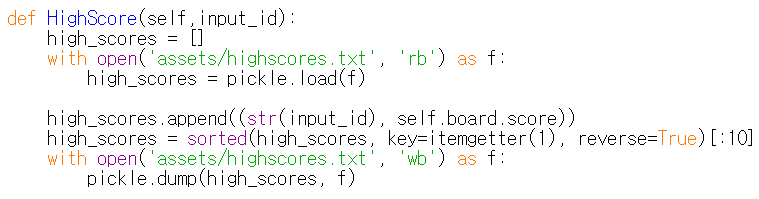 def HighScore(self,input_id):
    high_scores = []
    with open('assets/highscores.txt', 'rb') as f:
        high_scores = pickle.load(f)

    high_scores.append((str(input_id), self.board.score))
    high_scores = sorted(high_scores, key=itemgetter(1), reverse=True)[:10]
    with open('assets/highscores.txt', 'wb') as f:
        pickle.dump(high_scores, f)